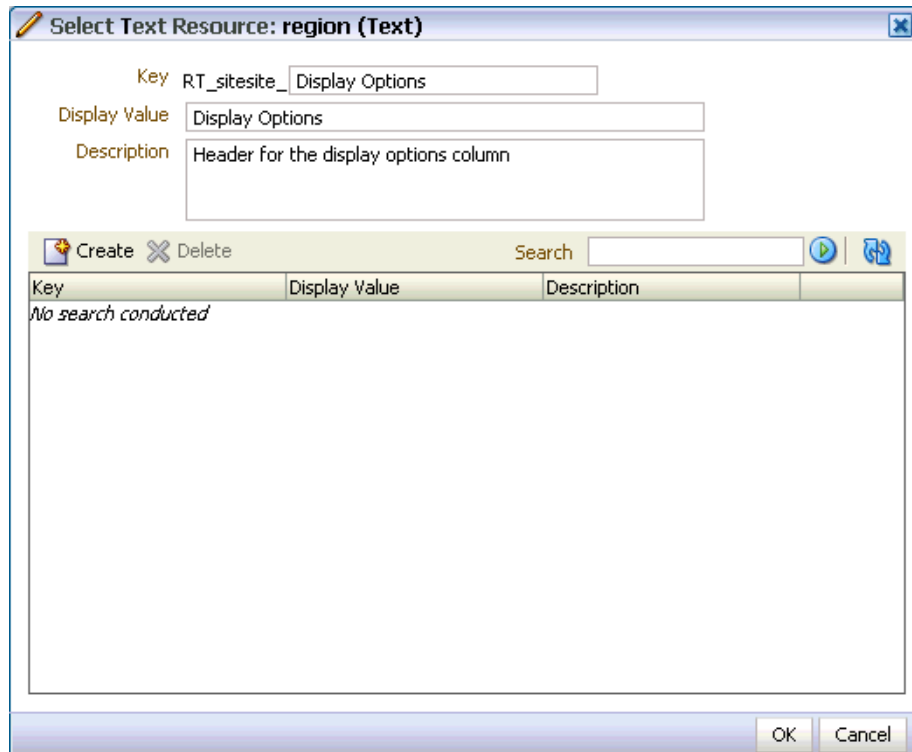 Select Text Resource: region (Text)
Key RT_sitesite_ Display Options
Display Value Display Options
Description Header for the display options column
Create Delete Search
Key Display Value Description
No search conducted
OK Cancel